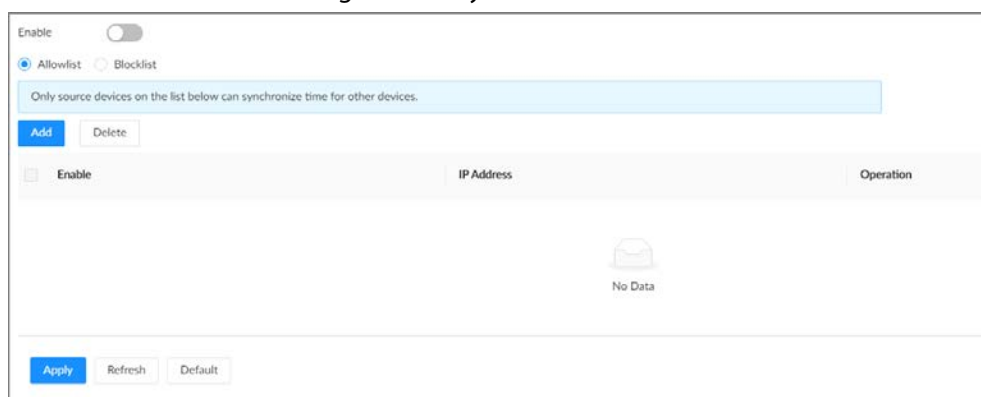 Enable
Allowlist Blocklist
Only source devices on the list below can synchronize time for other devices.
Add Delete
Enable IP Address Operation
No Data
Apply Refresh Default